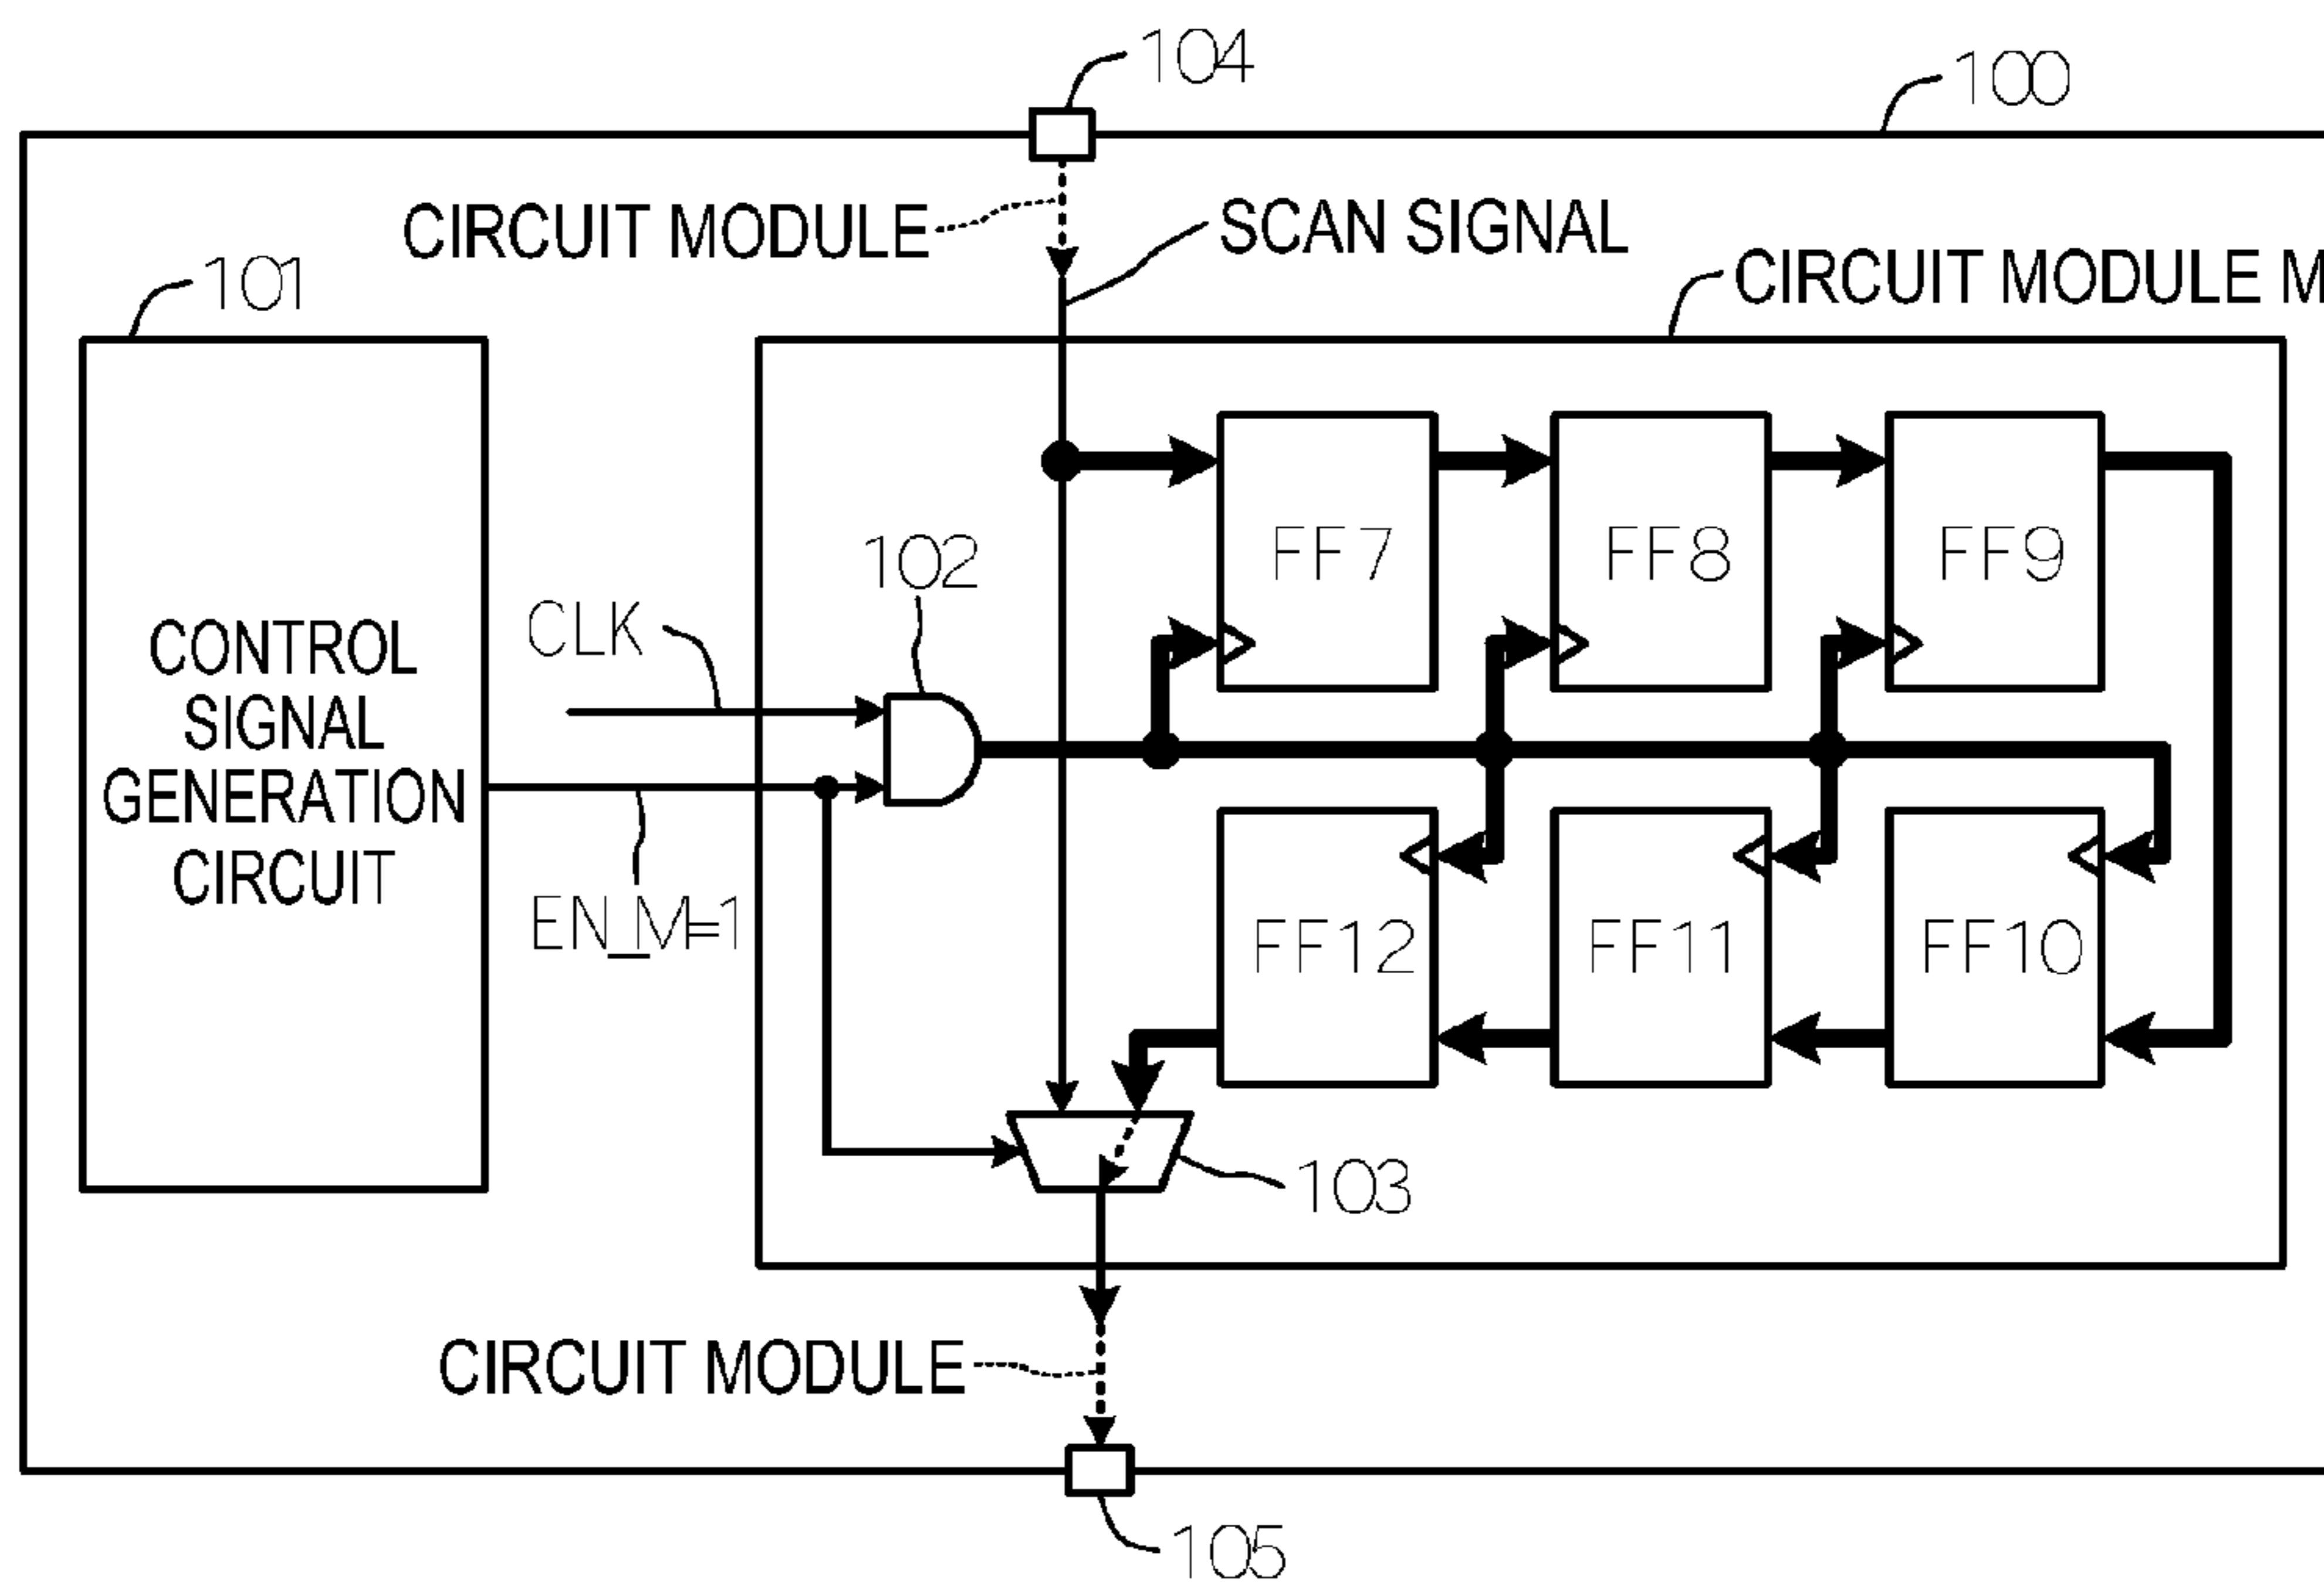 104
100
CIRCUIT MODULE
SCAN SIGNAL
CIRCUIT MODULE M
101
FF7
FF8
FF9
102
CLK
CONTROL
SIGNAL
GENERATION
CIRCUIT
EN_M=1
FF12
FF11
FF10
103
CIRCUIT MODULE
105